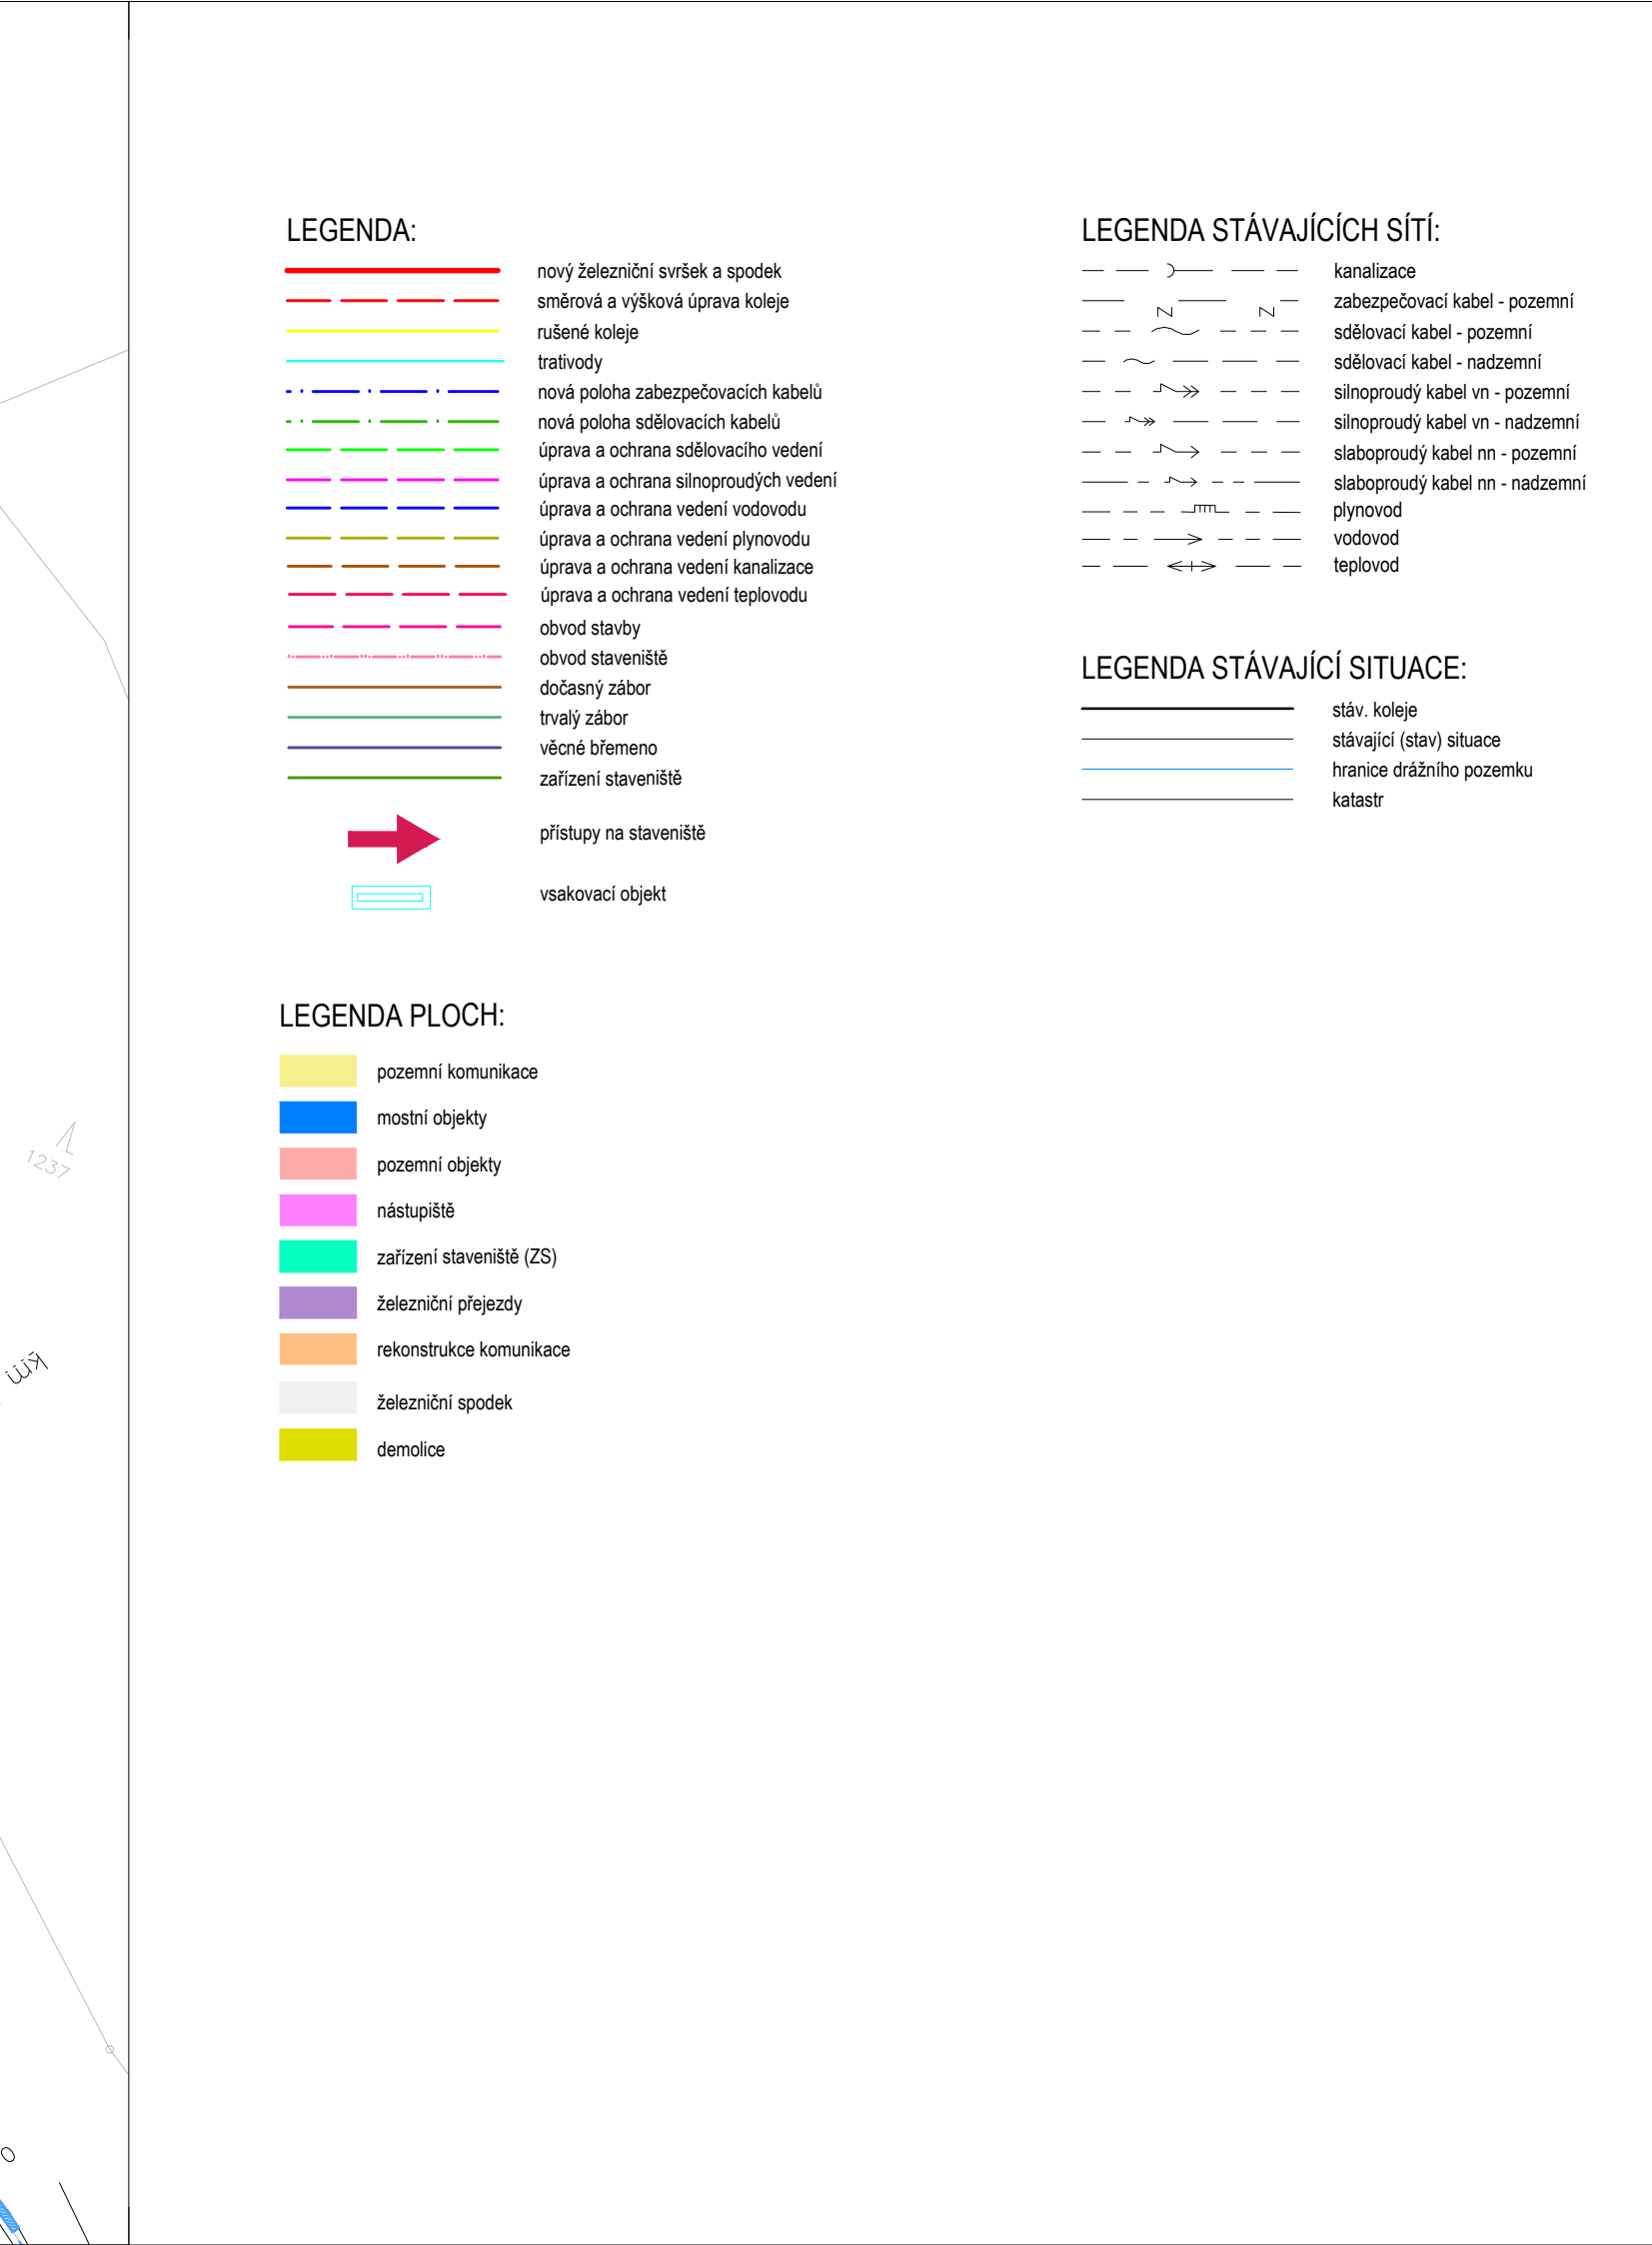 LEGENDA:
nový železniční svršek a spodek
směrová a výšková úprava koleje
rušené koleje
trativody
nová poloha zabezpečovacích kabelů
nová poloha sdělovacích kabelů
úprava a ochrana sdělovacího vedení
úprava a ochrana silnoproudých vedení
úprava a ochrana vedení vodovodu
úprava a ochrana vedení plynovodu
úprava a ochrana vedení kanalizace
úprava a ochrana vedení teplovodu
obvod stavby
obvod staveniště
dočasný zábor
trvalý zábor
věcné břemeno
zařízení staveniště
přístupy na staveniště
vsakovací objekt
LEGENDA STÁVAJÍCÍCH SÍTÍ:
kanalizace
zabezpečovací kabel - pozemní
sdělovací kabel - pozemní
sdělovací kabel - nadzemní
silnoproudý kabel vn - pozemní
silnoproudý kabel vn - nadzemní
slaboproudý kabel nn - pozemní
slaboproudý kabel nn - nadzemní
plynovod
vodovod
teplovod
LEGENDA STÁVAJÍCÍ SITUACE:
stáv. koleje
stávající (stav) situace
hranice drážního pozemku
katastr
LEGENDA PLOCH:
pozemní komunikace
mostní objekty
pozemní objekty
nástupiště
zařízení staveniště (ZS)
železniční přejezdy
rekonstrukce komunikace
železniční spodek
demolice
1237
km